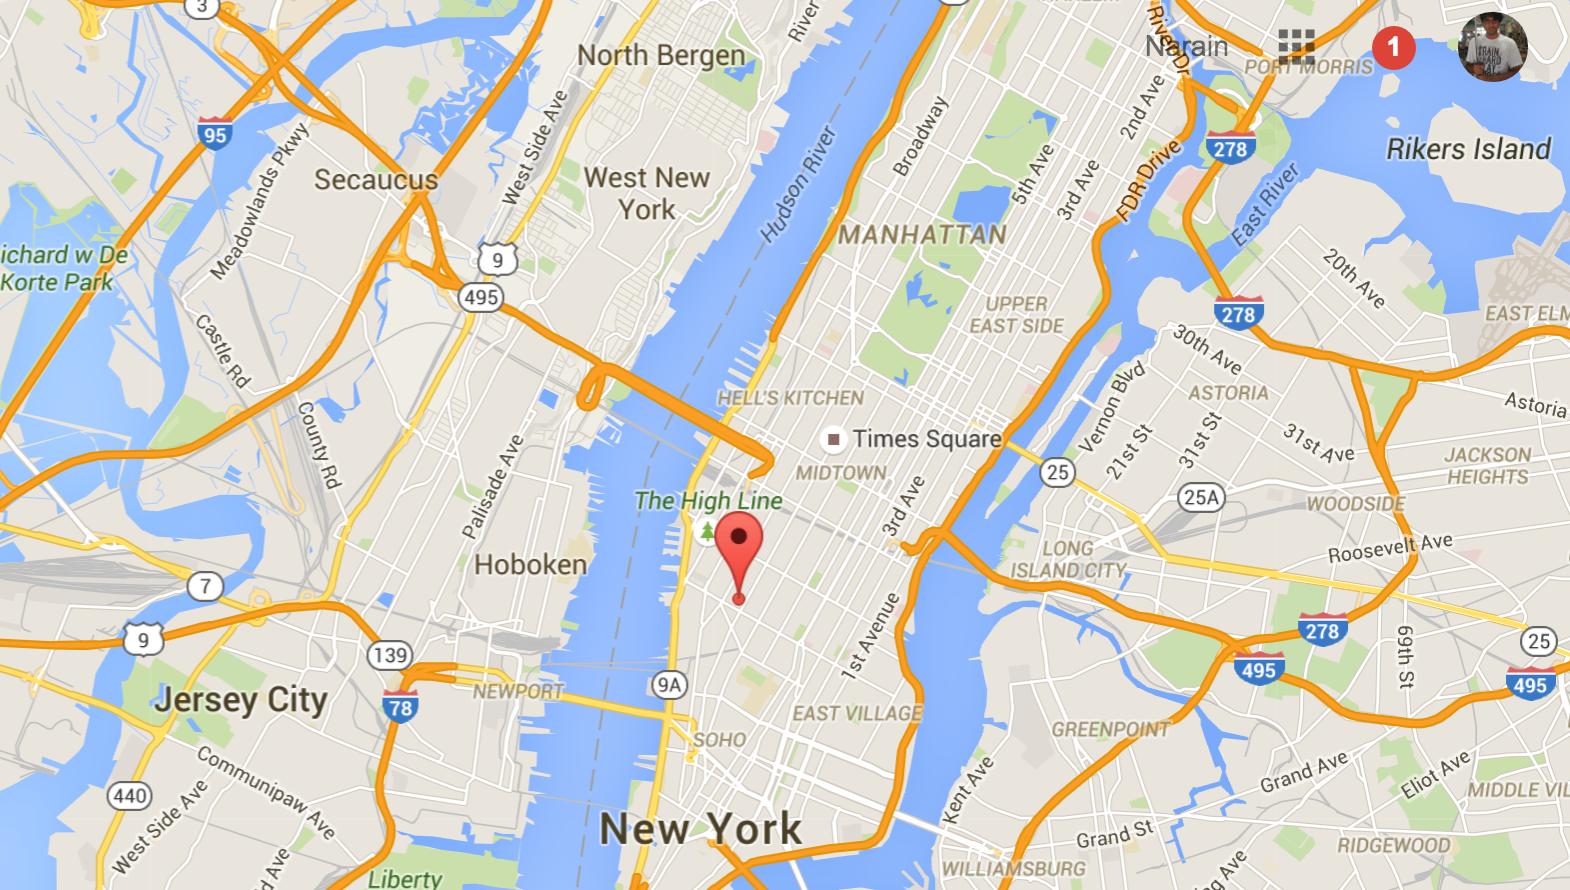 3
North Bergen
River
Narain
1
River Dr
PORT MORRIS
95
Meadowlands Pkwy
West Side Ave
Hudson River
Broadway
2nd Ave
278
Rikers Island
Secaucus
West New
York
5th Ave
3rd Ave
FDR Drive
East River
ichard w De
Korte Park
9
MANHATTAN
495
UPPER
EAST SIDE
20th Ave
278
EAST ELM
Castle Rd
30th Ave
HELL'S KITCHEN
ASTORIA
Astoria
County Rd
Palisade Ave
Times Square
MIDTOWN
Vernon Blvd
21st St
31st St
31st Ave
JACKSON
HEIGHTS
25
25A
WOODSIDE
The High Line
3rd Ave
Hoboken
LONG
ISLAND CITY
Roosevelt Ave
7
9
139
1st Avenue
278
69th St
25
495
495
Jersey City
78
NEWPORT
9A
EAST VILLAGE
SOHO
GREENPOINT
Communipaw Ave
440
West Side Ave
Kent Ave
Grand Ave
Eliot Ave
MIDDLE VIL
New York
Grand St
RIDGEWOOD
WILLIAMSBURG
Liberty
d Ave
ng Ave